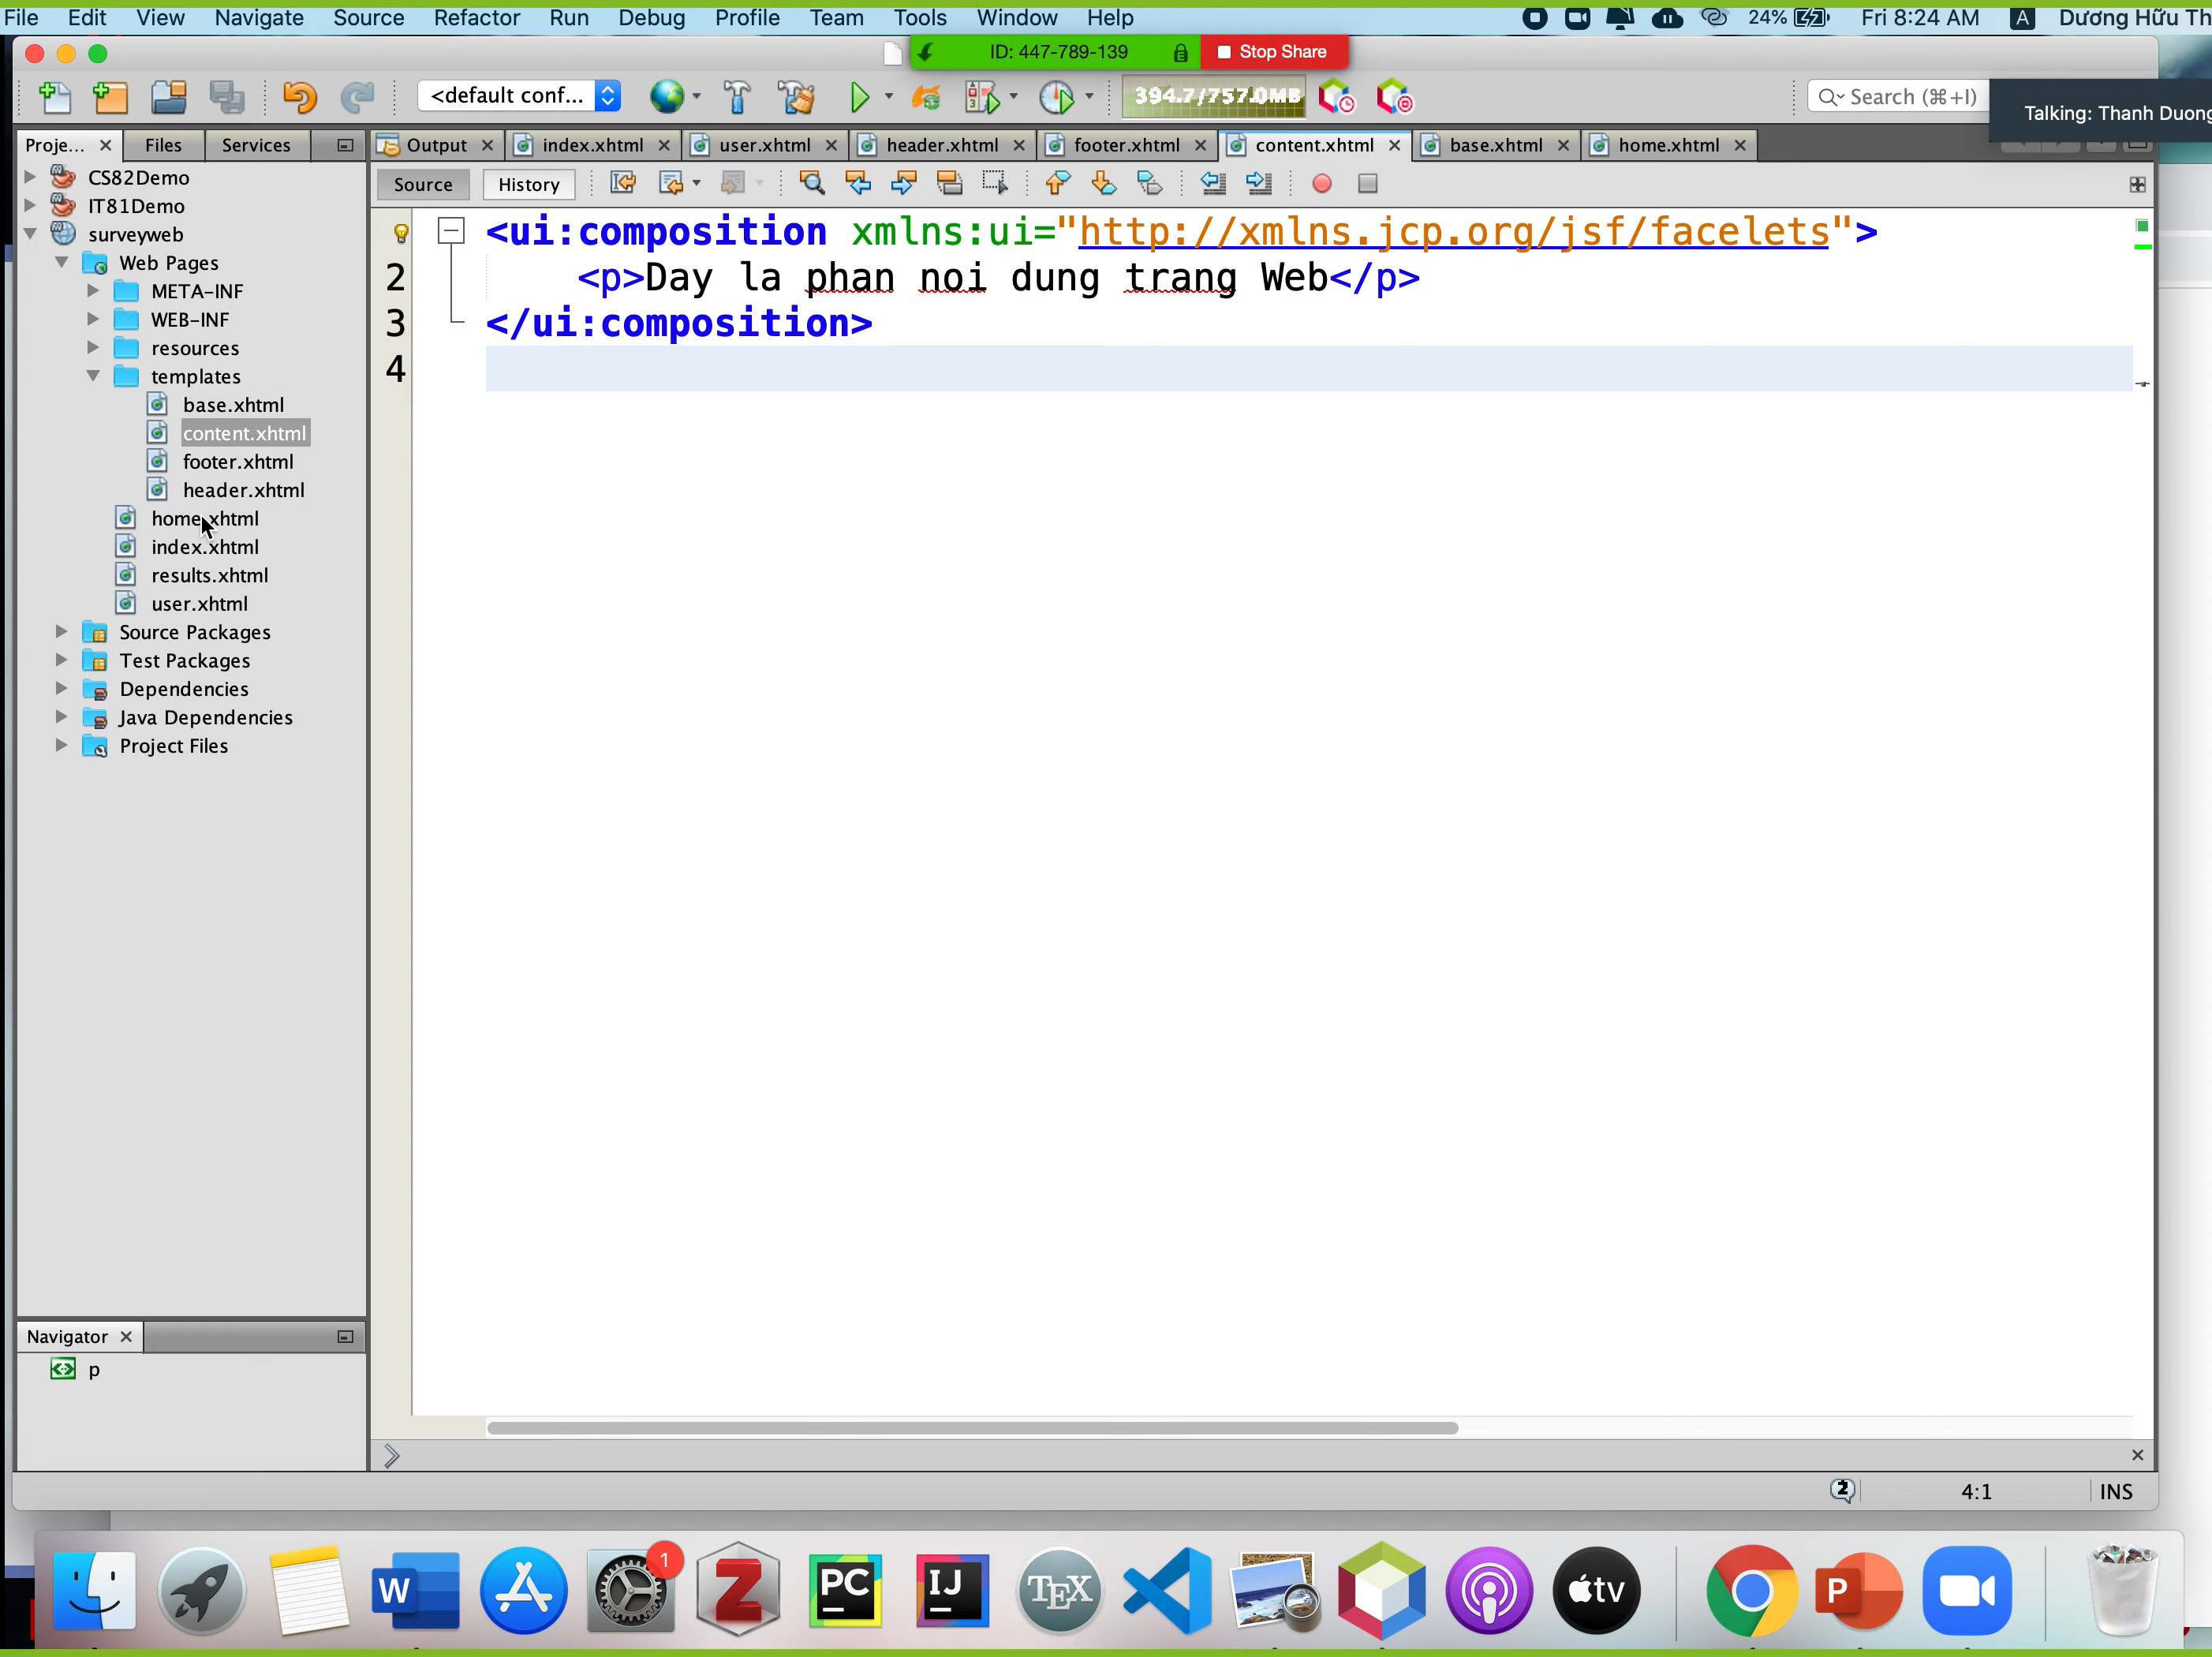 File Edit View Navigate Source Refactor Run Debug Profile Team Tools Window Help 24% Fri 8:24 AM A Dương Hữu Th
ID: 447-789-139 Stop Share
<default conf... 394.7/757.0MB Search (⌘+I)
Talking: Thanh Duong
Proje... Files Services Output index.xhtml user.xhtml header.xhtml footer.xhtml content.xhtml base.xhtml home.xhtml
Source History
CS82Demo
IT81Demo
surveyweb
Web Pages
META-INF
WEB-INF
resources
templates
base.xhtml
content.xhtml
footer.xhtml
header.xhtml
home.xhtml
index.xhtml
results.xhtml
user.xhtml
Source Packages
Test Packages
Dependencies
Java Dependencies
Project Files
<ui:composition xmlns:ui="http://xmlns.jcp.org/jsf/facelets">
2 <p>Day la phan noi dung trang Web</p>
3 </ui:composition>
4
Navigator
p
2 4:1 INS
W 1 Z PC IJ TEX tv P